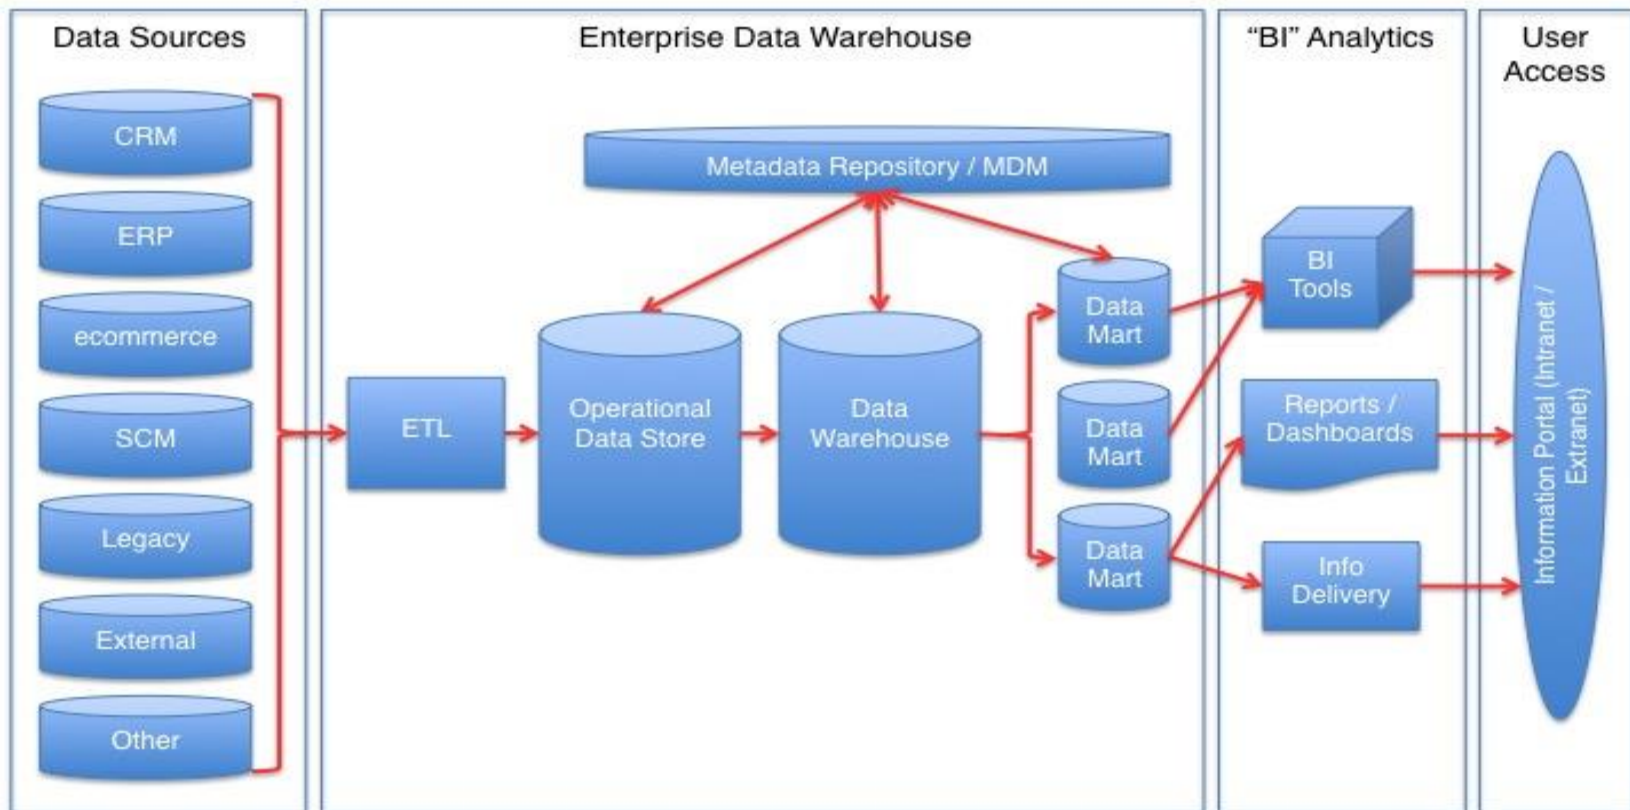 Data Sources
CRM
ERP
ecommerce
SCM
Legacy
External
Other
Enterprise Data Warehouse
Metadata Repository / MDM
ETL
Operational
Data Store
Data
Warehouse
Data
Mart
Data
Mart
Data
Mart
“BI” Analytics
BI
Tools
Reports /
Dashboards
Info
Delivery
User
Access
Information Portal (Intranet /
Extranet)